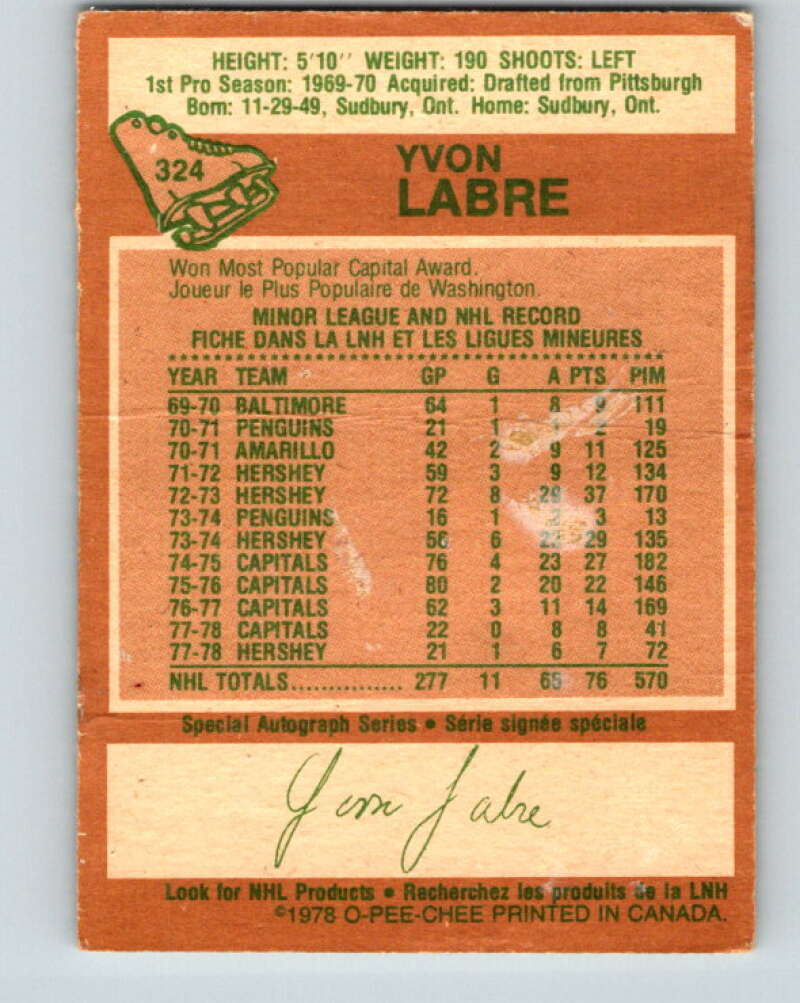 HEIGHT: 5'10'' WEIGHT: 190 SHOOTS: LEFT
1st Pro Season: 1969-70 Acquired: Drafted from Pittsburgh
Born: 11-29-49, Sudbury, Ont. Home: Sudbury, Ont.
324
YVON
LABRE
Won Most Popular Capital Award.
Joueur le Plus Populaire de Washington.
MINOR LEAGUE AND NHL RECORD
FICHE DANS LA LNH ET LES LIGUES MINEURES
YEAR TEAM GP G A PTS PIM
69-70 BALTIMORE 64 1 8 9 111
70-71 PENGUINS 21 1 1 2 19
70-71 AMARILLO 42 2 9 11 125
71-72 HERSHEY 59 3 9 12 134
72-73 HERSHEY 72 8 29 37 170
73-74 PENGUINS 16 1 2 3 13
73-74 HERSHEY 56 6 23 29 135
74-75 CAPITALS 76 4 23 27 182
75-76 CAPITALS 80 2 20 22 146
76-77 CAPITALS 62 3 11 14 169
77-78 CAPITALS 22 0 8 8 41
77-78 HERSHEY 21 1 6 7 72
NHL TOTALS............... 277 11 65 76 570
Special Autograph Series • Série signée spéciale
Yvon Labre
Look for NHL Products • Recherchez les produits de la LNH
©1978 O-PEE-CHEE PRINTED IN CANADA.